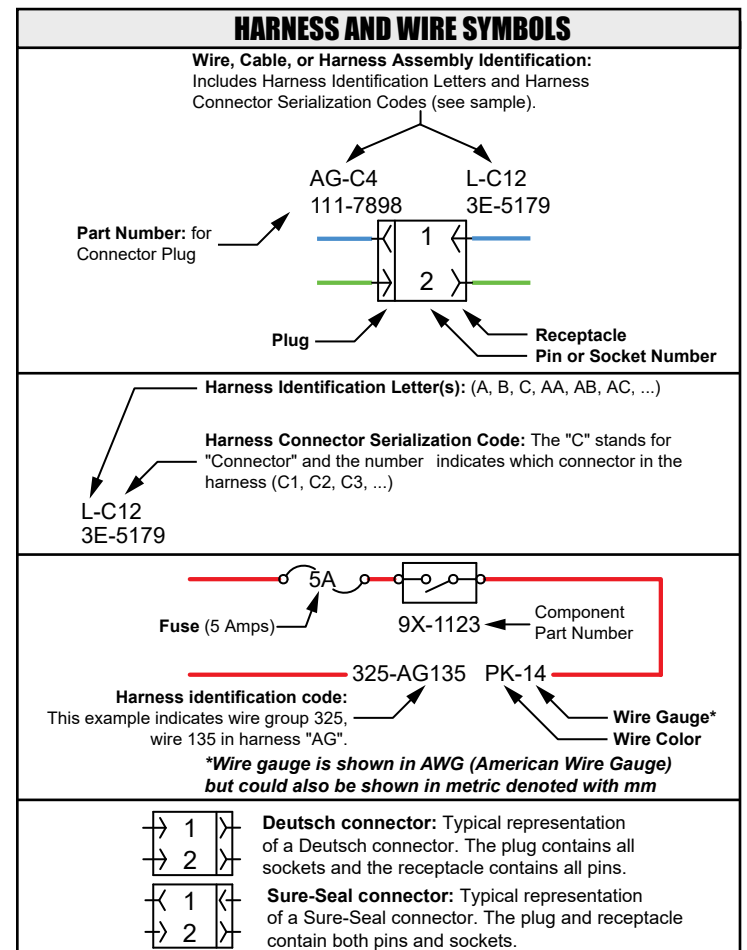 HARNESS AND WIRE SYMBOLS
Wire, Cable, or Harness Assembly Identification:
Includes Harness Identification Letters and Harness
Connector Serialization Codes (see sample).
AG-C4
111-7898
L-C12
3E-5179
Part Number: for
Connector Plug
1
2
Plug
Receptacle
Pin or Socket Number
Harness Identification Letter(s): (A, B, C, AA, AB, AC, ...)
Harness Connector Serialization Code: The "C" stands for
"Connector" and the number indicates which connector in the
harness (C1, C2, C3, ...)
L-C12
3E-5179
5A
Fuse (5 Amps)
9X-1123
Component
Part Number
325-AG135 PK-14
Harness identification code:
This example indicates wire group 325,
wire 135 in harness "AG".
Wire Gauge*
Wire Color
*Wire gauge is shown in AWG (American Wire Gauge)
but could also be shown in metric denoted with mm
1
2
Deutsch connector: Typical representation
of a Deutsch connector. The plug contains all
sockets and the receptacle contains all pins.
1
2
Sure-Seal connector: Typical representation
of a Sure-Seal connector. The plug and receptacle
contain both pins and sockets.